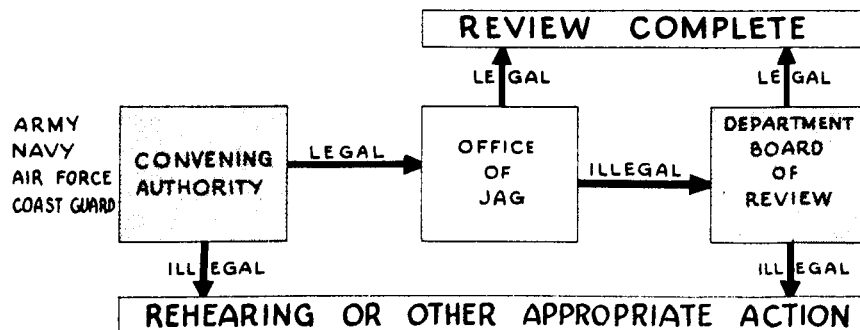 REVIEW COMPLETE
LEGAL
LEGAL
ARMY
NAVY
AIR FORCE
COAST GUARD
CONVENING
AUTHORITY
LEGAL
OFFICE
OF
JAG
ILLEGAL
DEPARTMENT
BOARD
OF
REVIEW
ILLEGAL
ILLEGAL
REHEARING OR OTHER APPROPRIATE ACTION